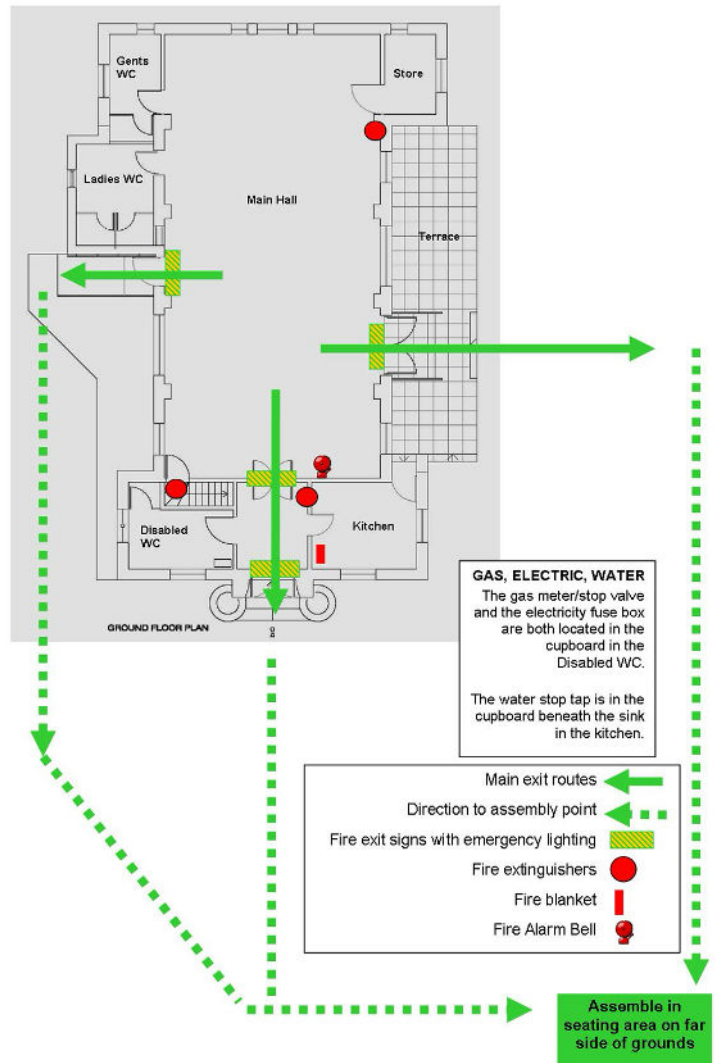 Gents
WC
Store
Ladies WC
Main Hall
Terrace
Disabled
WC
Kitchen
GROUND FLOOR PLAN
GAS, ELECTRIC, WATER
The gas meter/stop valve
and the electricity fuse box
are both located in the
cupboard in the
Disabled WC.
The water stop tap is in the
cupboard beneath the sink
in the kitchen.
Main exit routes
Direction to assembly point
Fire exit signs with emergency lighting
Fire extinguishers
Fire blanket
Fire Alarm Bell
Assemble in
seating area on far
side of grounds